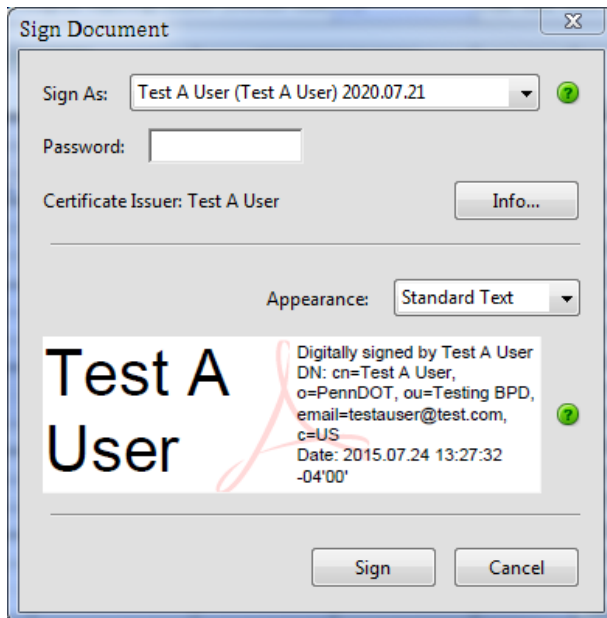 Sign Document
Sign As: Test A User (Test A User) 2020.07.21
Password:
Certificate Issuer: Test A User Info...
Appearance: Standard Text
Test A
User
Digitally signed by Test A User
DN: cn=Test A User,
o=PennDOT, ou=Testing BPD,
email=testauser@test.com,
c=US
Date: 2015.07.24 13:27:32
-04'00'
Sign Cancel